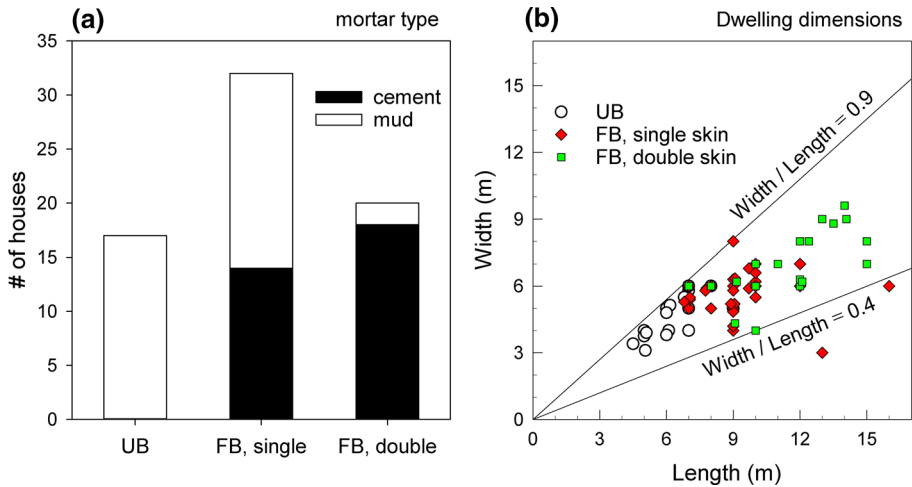 (a)
mortar type
35
30
25
20
15
10
5
0
# of houses
cement
mud
UB
FB, single
FB, double
(b)
Dwelling dimensions
15
12
9
6
3
0
Width (m)
UB
FB, single skin
FB, double skin
Width / Length = 0.9
Width / Length = 0.4
0
3
6
9
12
15
Length (m)